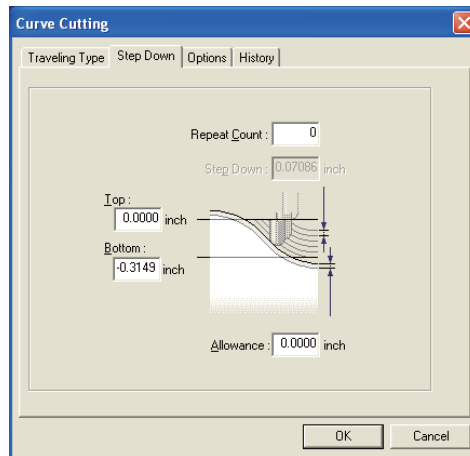 Curve Cutting
Traveling Type Step Down Options History
Repeat Count : 0
Step Down : 0.07086 inch
Top :
0.0000 inch
Bottom :
-0.3149 inch
Allowance : 0.0000 inch
OK Cancel